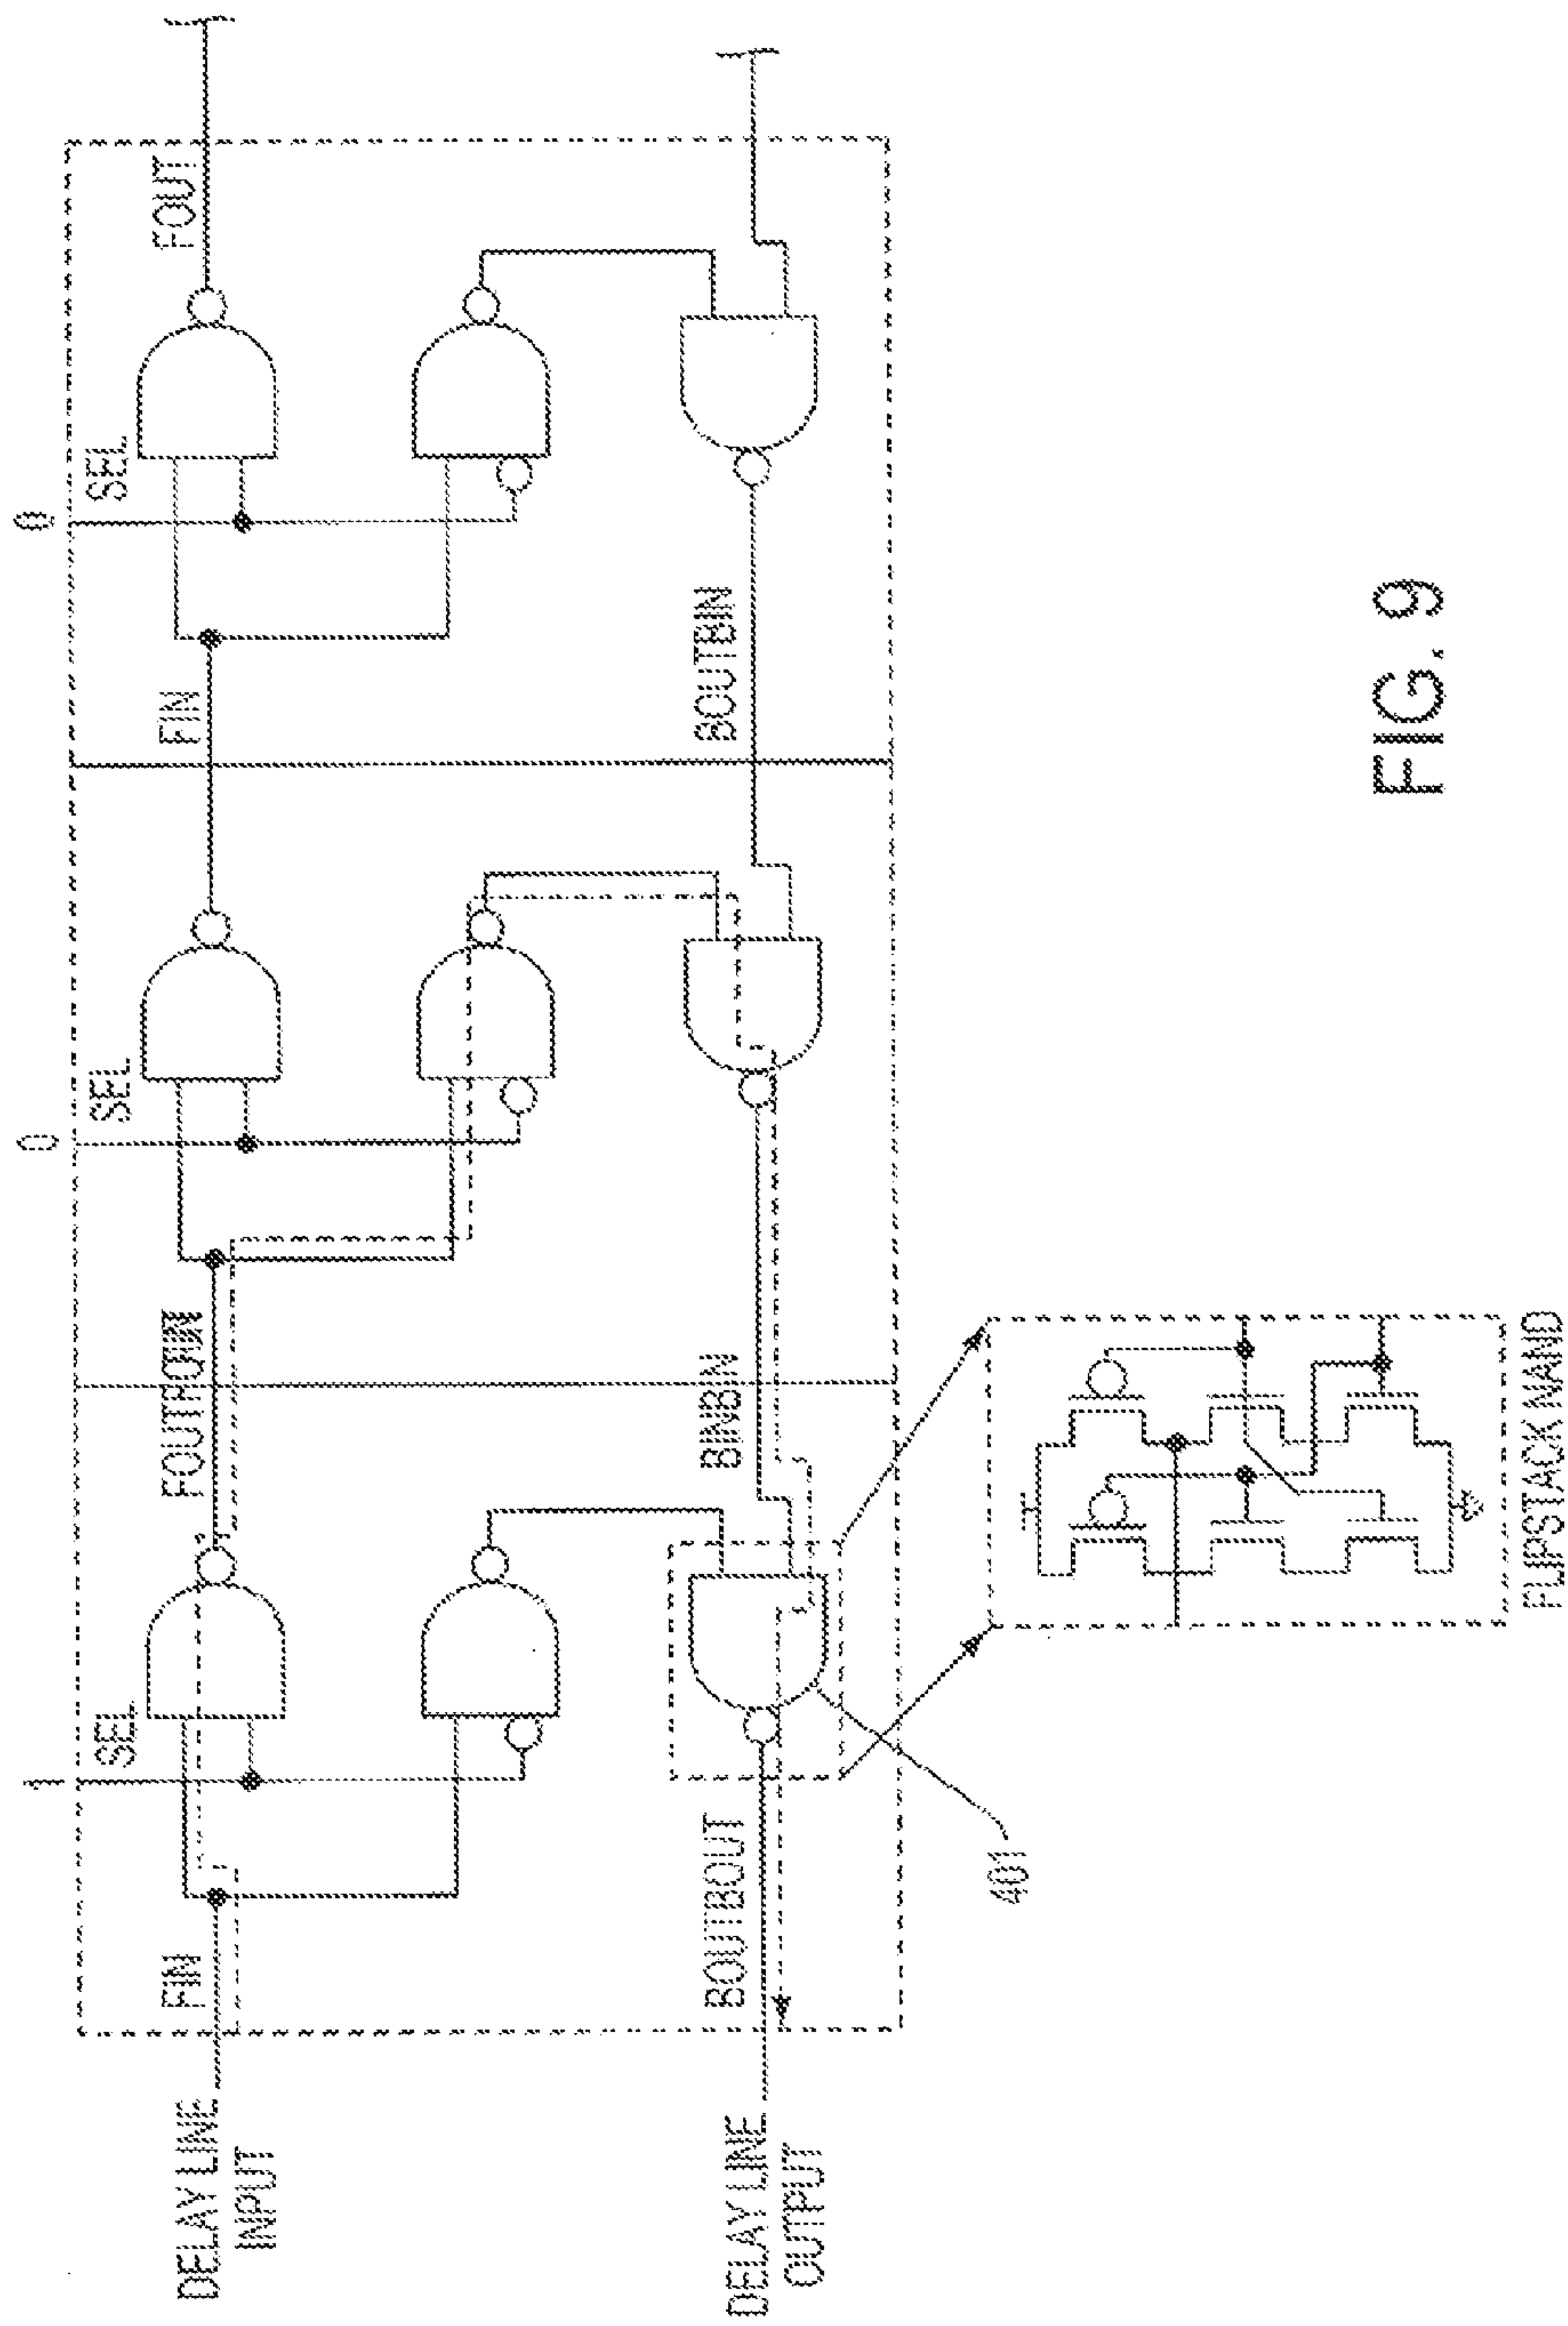 0
0
1
SEL
SEL
SEL
DELAY LINE
INPUT
FIN
FOUTFOIN
FIN
FOUT
DELAY LINE
OUTPUT
BOUTBOUT
BINBIN
BOUTBIN
401
FLIPSTACK NAND
FIG. 9